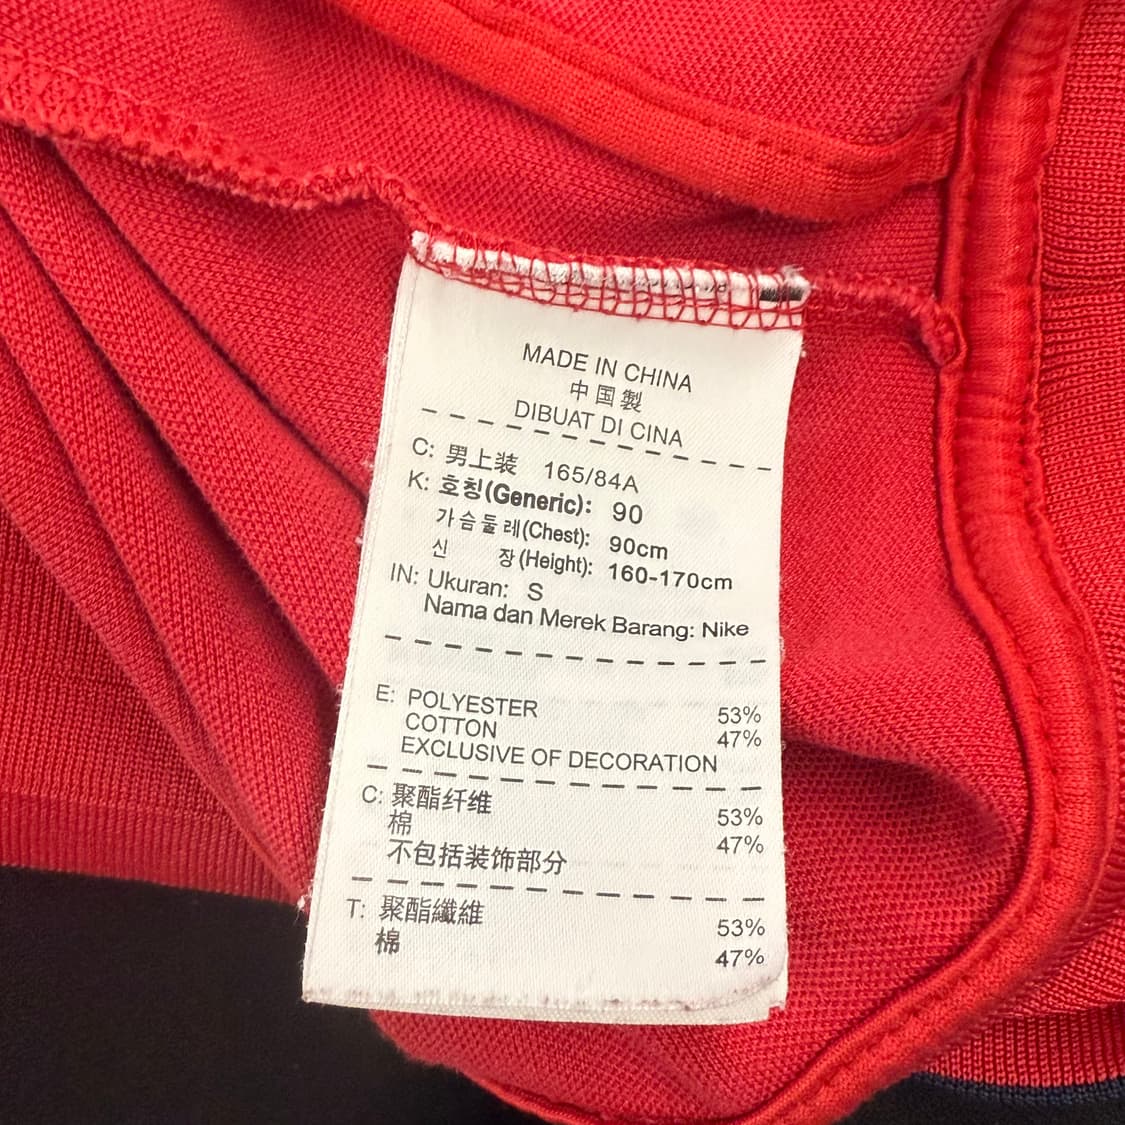 MADE IN CHINA
中国製
DIBUAT DI CINA
C: 男上装 165/84A
K: 호칭(Generic): 90
가슴둘레(Chest): 90cm
신 장(Height): 160-170cm
IN: Ukuran: S
Nama dan Merek Barang: Nike
E: POLYESTER 53%
COTTON 47%
EXCLUSIVE OF DECORATION
C: 聚酯纤维 53%
棉 47%
不包括装饰部分
T: 聚酯纖維 53%
棉 47%